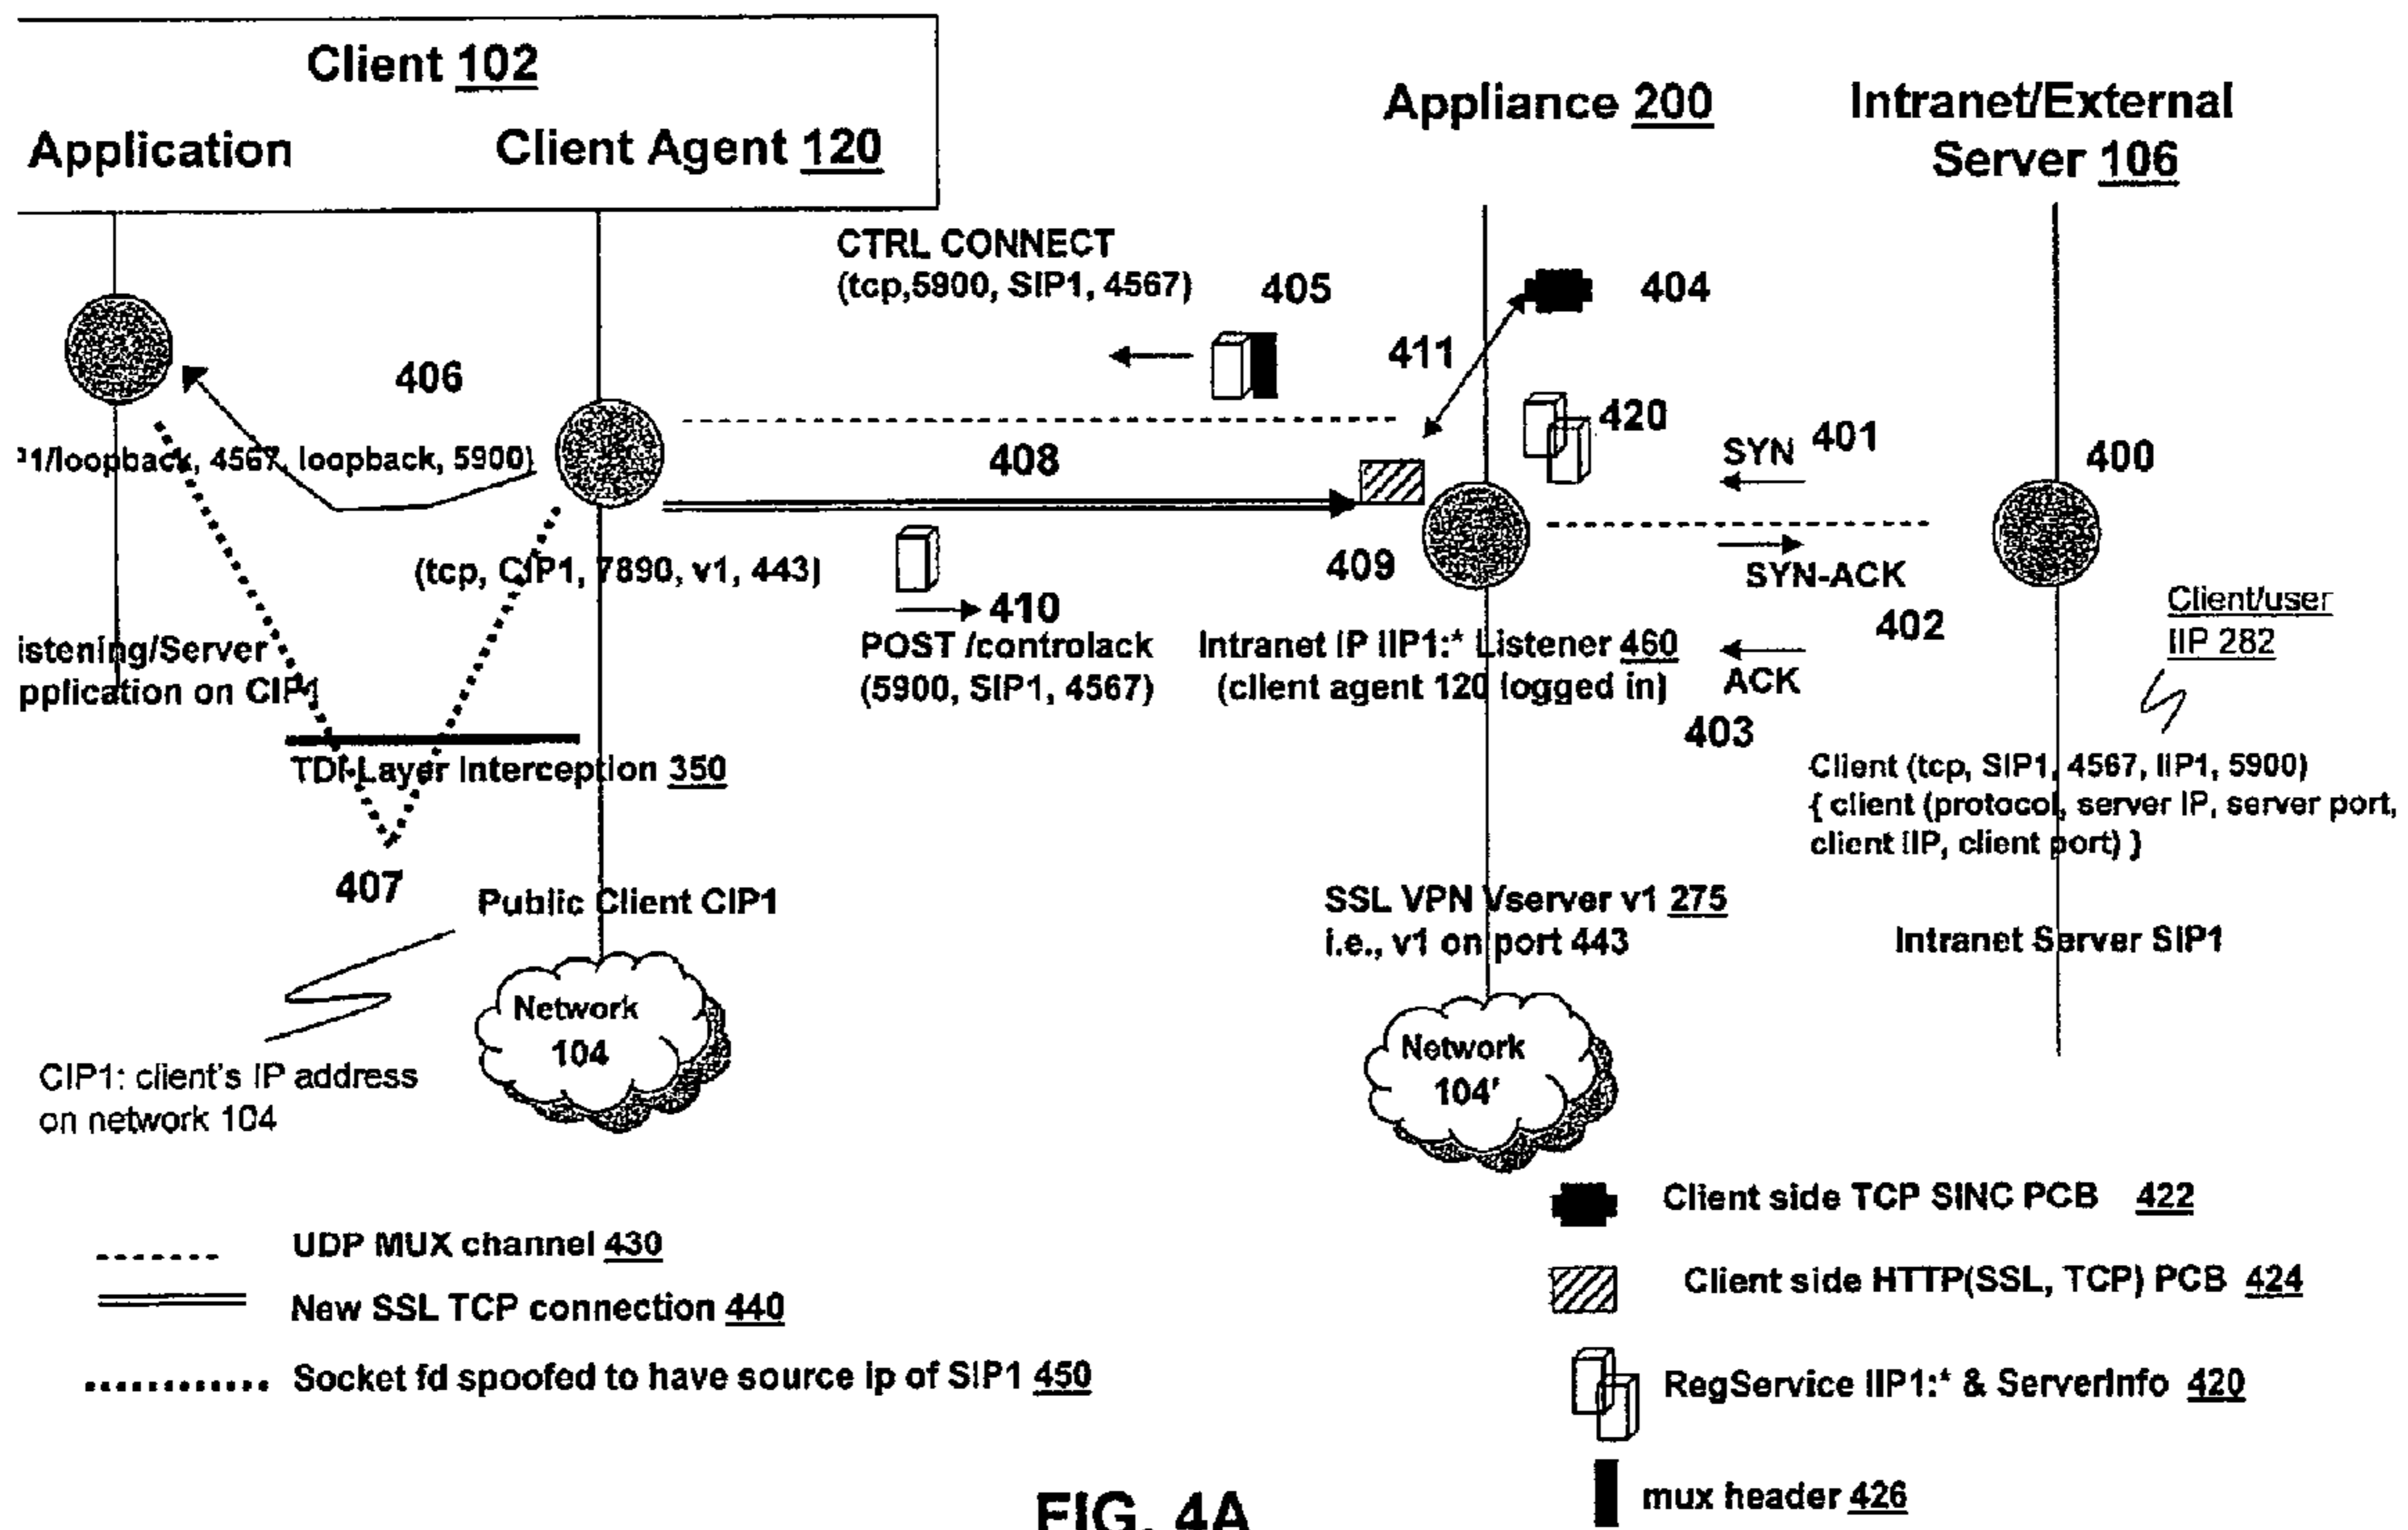 Client 102
Application
Client Agent 120
Appliance 200
Intranet/External
Server 106
CTRL CONNECT
(tcp,5900, SIP1, 4567)
405
404
411
406
420
SYN 401
400
1/loopback, 4567, loopback, 5900)
408
(tcp, CIP1, 7890, v1, 443)
409
SYN-ACK
402
410
POST /controlack
(5900, SIP1, 4567)
Intranet IP IIP1:* Listener 460
(client agent 120 logged in)
ACK
403
Client/user
IIP 282
istening/Server
pplication on CIP1
TDI-Layer Interception 350
Client (tcp, SIP1, 4567, IIP1, 5900)
{ client (protocol, server IP, server port,
client IIP, client port) }
407
Public Client CIP1
SSL VPN Vserver v1 275
i.e., v1 on port 443
Intranet Server SIP1
Network
104
Network
104'
CIP1: client's IP address
on network 104
UDP MUX channel 430
New SSL TCP connection 440
Socket fd spoofed to have source ip of SIP1 450
Client side TCP SINC PCB 422
Client side HTTP(SSL, TCP) PCB 424
RegService IIP1:* & ServerInfo 420
mux header 426
FIG. 4A